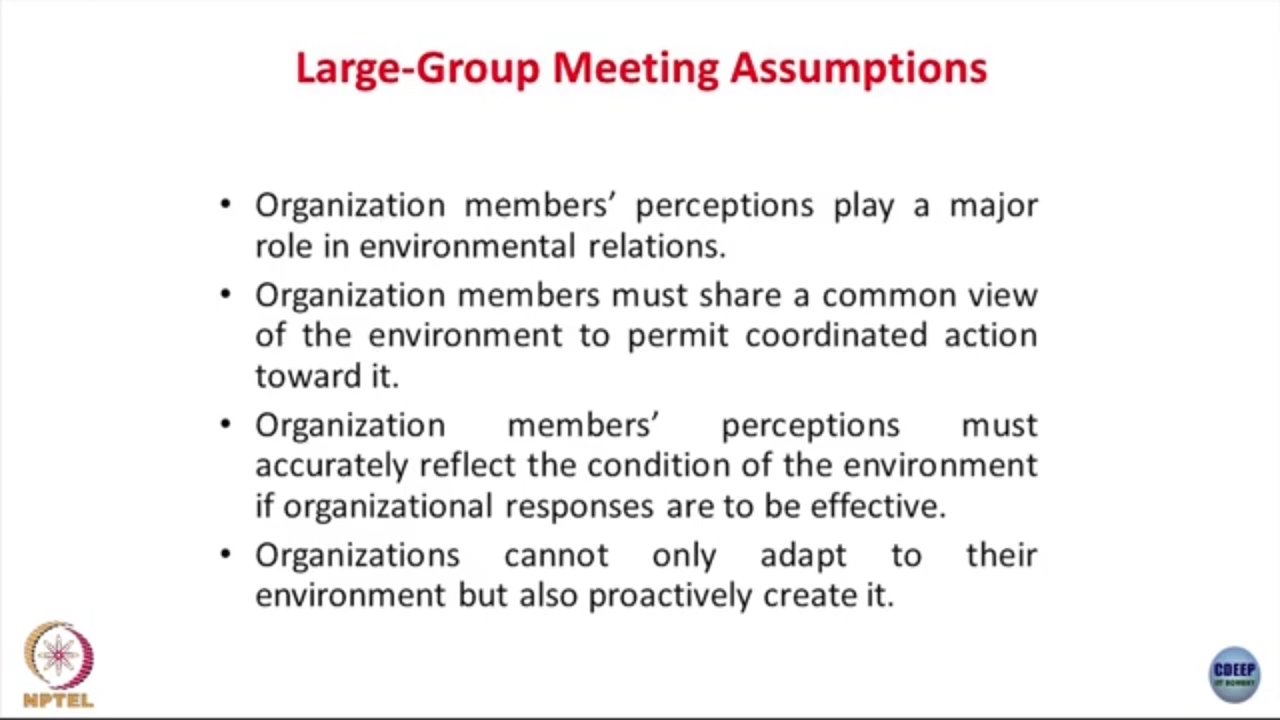 Large-Group Meeting Assumptions
• Organization members’ perceptions play a major
role in environmental relations.
• Organization members must share a common view
of the environment to permit coordinated action
toward it.
• Organization members’ perceptions must
accurately reflect the condition of the environment
if organizational responses are to be effective.
• Organizations cannot only adapt to their
environment but also proactively create it.
NPTEL
CDEEP
IIT BOMBAY